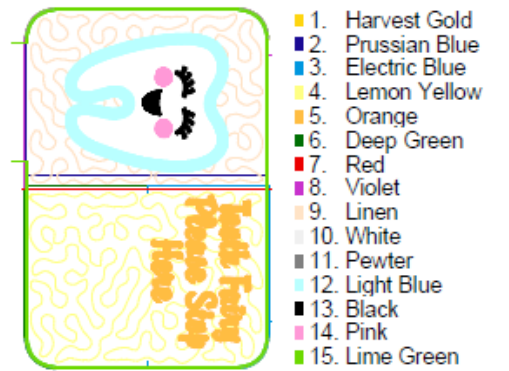 Tooth Fairy
Please Stop
Here
1. Harvest Gold
2. Prussian Blue
3. Electric Blue
4. Lemon Yellow
5. Orange
6. Deep Green
7. Red
8. Violet
9. Linen
10. White
11. Pewter
12. Light Blue
13. Black
14. Pink
15. Lime Green